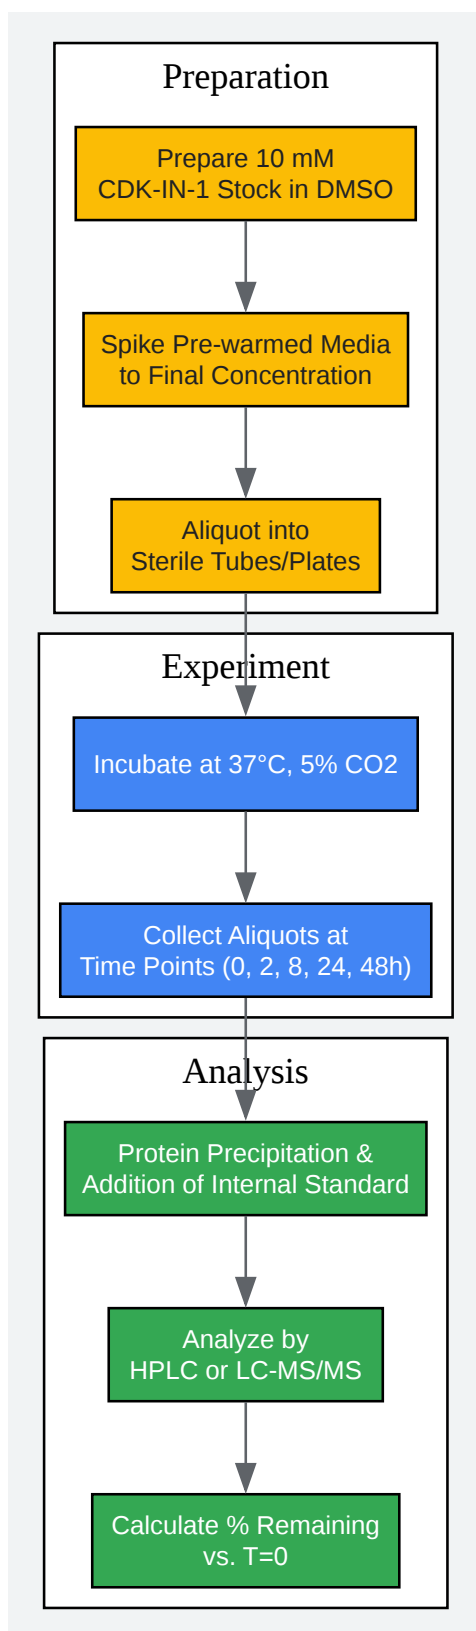 Preparation
Prepare 10 mM
CDK-IN-1 Stock in DMSO
Spike Pre-warmed Media
to Final Concentration
Aliquot into
Sterile Tubes/Plates
Experiment
Incubate at 37°C, 5% CO2
Collect Aliquots at
Time Points (0, 2, 8, 24, 48h)
Analysis
Protein Precipitation &
Addition of Internal Standard
Analyze by
HPLC or LC-MS/MS
Calculate % Remaining
vs. T=0